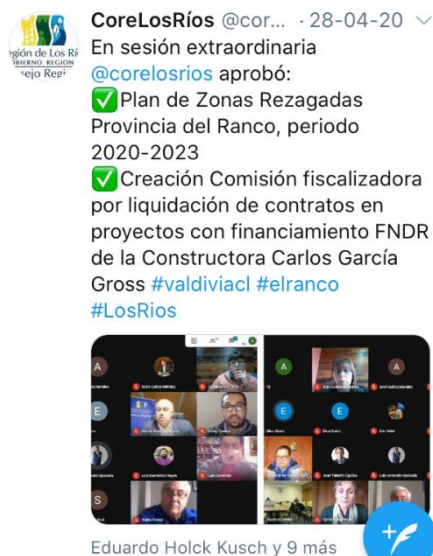 CoreLosRíos @cor... · 28-04-20
En sesión extraordinaria
@corelosrios aprobó:
✅Plan de Zonas Rezagadas
Provincia del Ranco, periodo
2020-2023
✅Creación Comisión fiscalizadora
por liquidación de contratos en
proyectos con financiamiento FNDR
de la Constructora Carlos García
Gross #valdiviacl #elranco
#LosRios
A
A
A
E
E
E
S
Eduardo Holck Kusch y 9 más